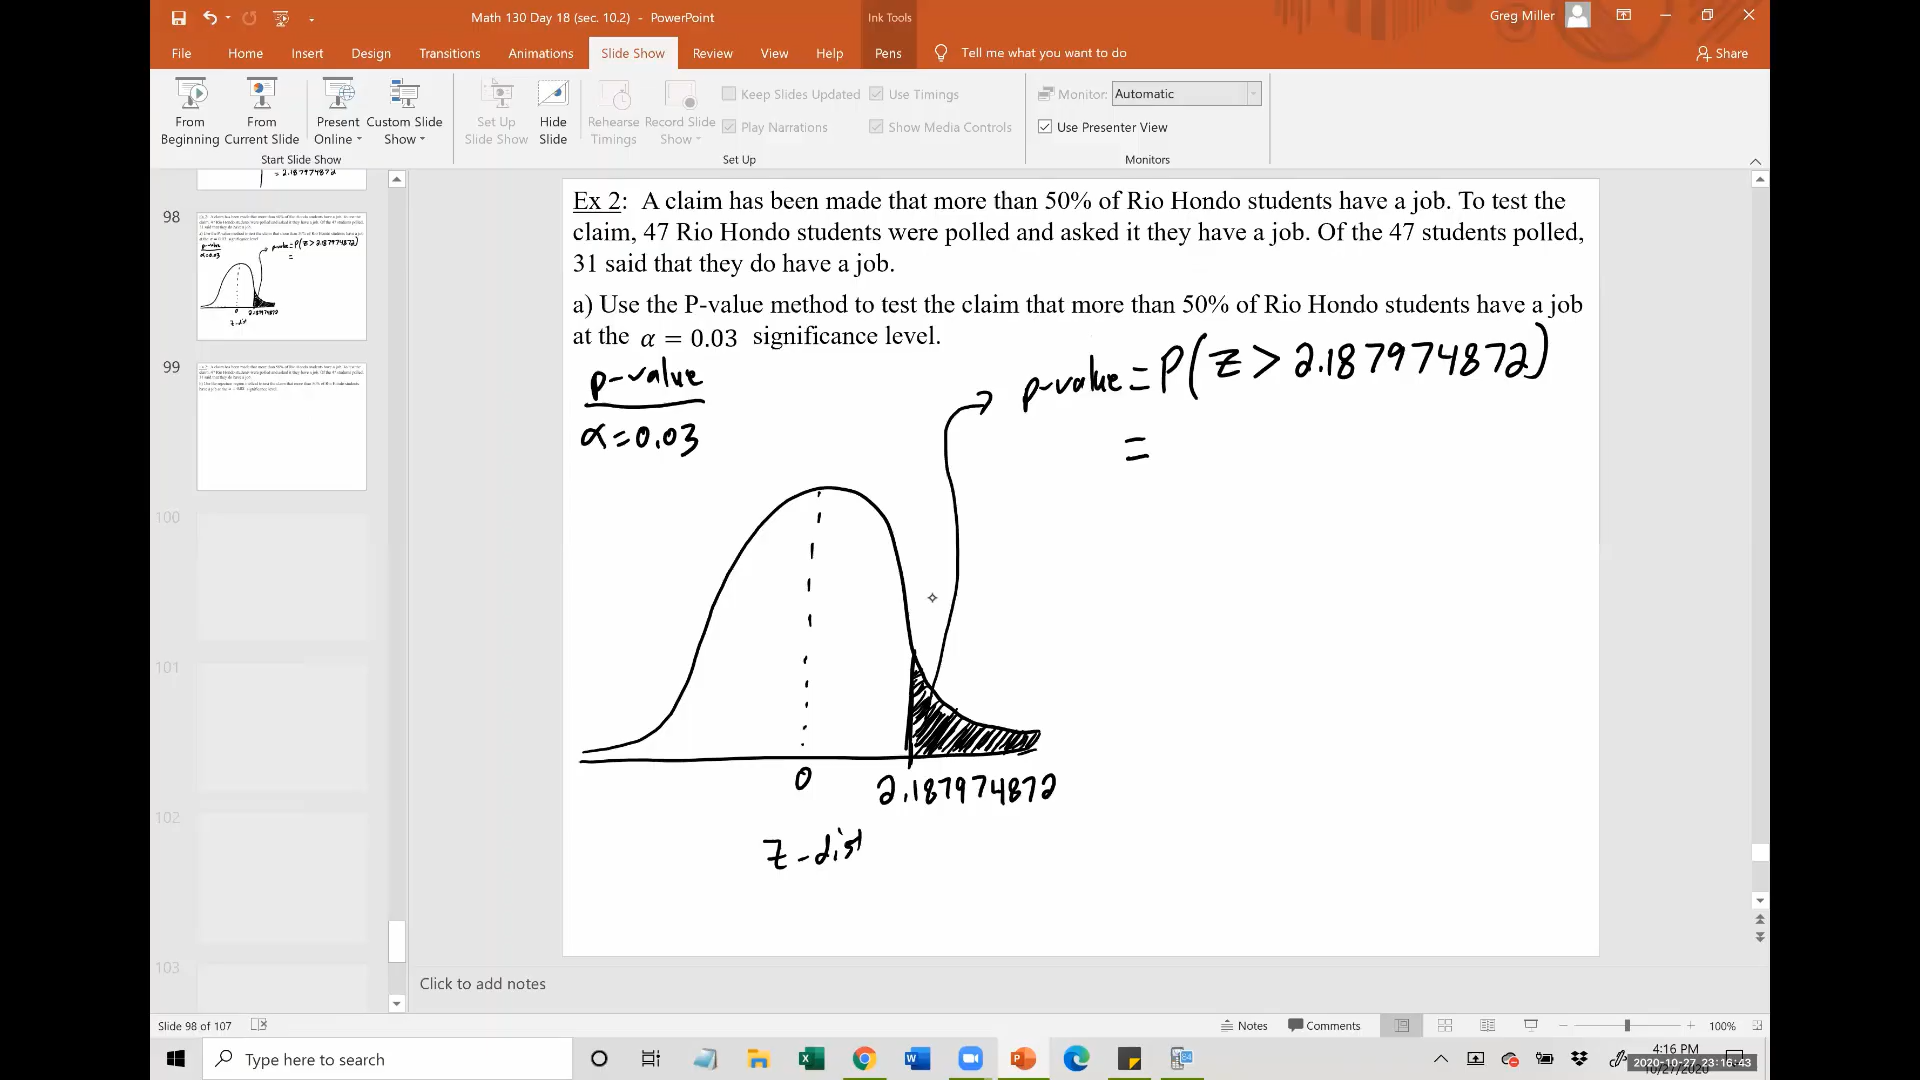 Math 130 Day 18 (sec. 10.2) - PowerPoint
Ink Tools
Greg Miller
File Home Insert Design Transitions Animations Slide Show Review View Help Pens Tell me what you want to do Share
From Beginning
From Current Slide
Present Online
Custom Slide Show
Start Slide Show
Set Up Slide Show
Hide Slide
Rehearse Timings
Record Slide Show
Keep Slides Updated
Play Narrations
Use Timings
Show Media Controls
Set Up
Monitor: Automatic
Use Presenter View
Monitors
98
99
100
101
102
103
Ex 2: A claim has been made that more than 50% of Rio Hondo students have a job. To test the
claim, 47 Rio Hondo students were polled and asked it they have a job. Of the 47 students polled,
31 said that they do have a job.
a) Use the P-value method to test the claim that more than 50% of Rio Hondo students have a job
at the α = 0.03 significance level.
p-value
α=0.03
p-value = P(z > 2.187974872)
=
0
2.187974872
z-dist
Click to add notes
Slide 98 of 107
Notes
Comments
100%
Type here to search
4:16 PM
2020-10-27 23:16:43